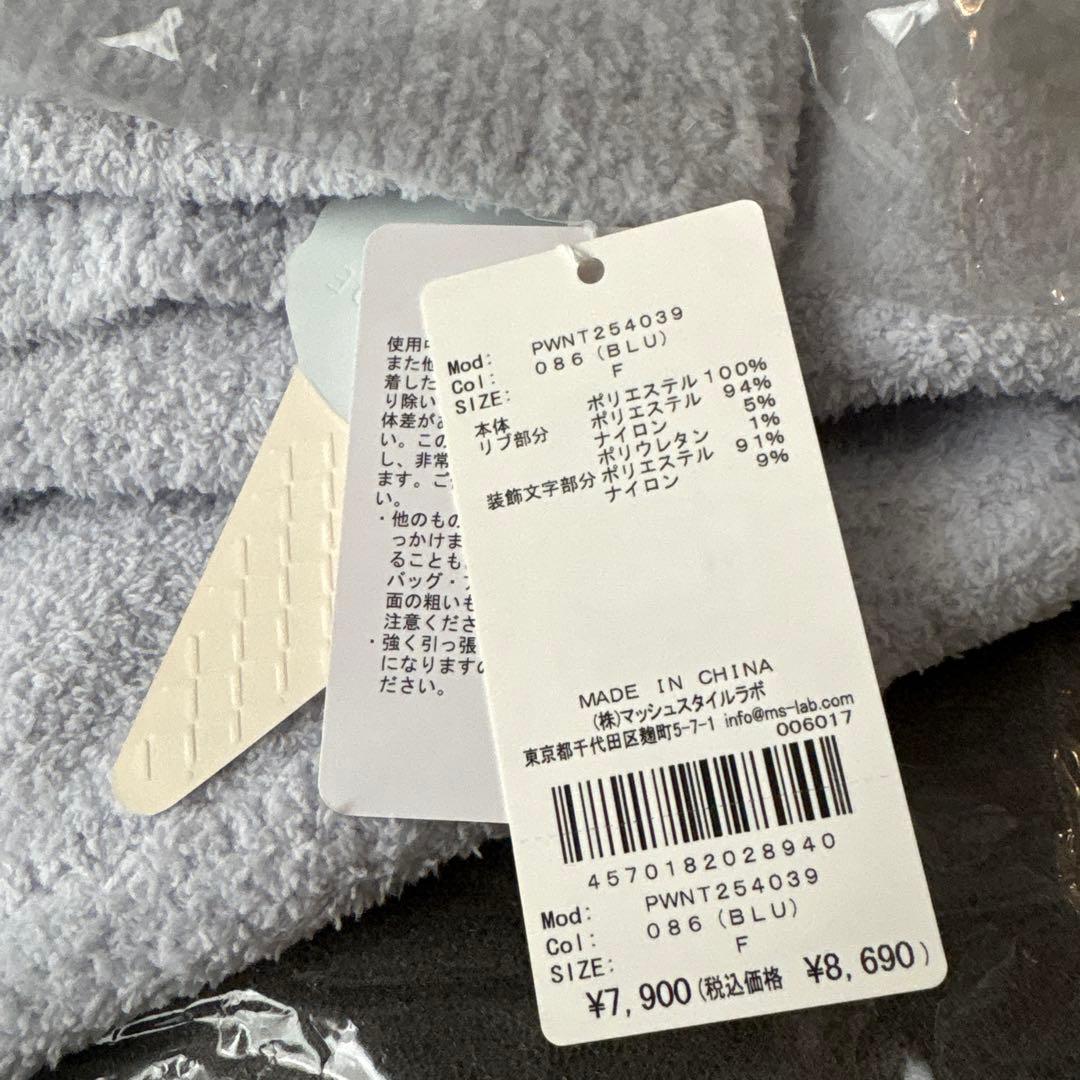 Mod: PWNT254039
Col: 086(BLU)
SIZE: F
本体 ポリエステル 100%
リブ部分 ポリエステル 94%
ナイロン 5%
ポリウレタン 1%
装飾文字部分 ポリエステル 91%
ナイロン 9%
MADE IN CHINA
(株)マッシュスタイルラボ
東京都千代田区麹町5-7-1 info@ms-lab.com
006017
4570182028940
Mod: PWNT254039
Col: 086(BLU)
SIZE: F
¥7,900(税込価格 ¥8,690)
使用
また他
着した
り除い
体差が
い。この
し、非常
ます。ご
い。
・他のもの
っかけま
ることも
バッグ・
面の粗いも
注意くださ
・強く引っ張
になりますの
ださい。